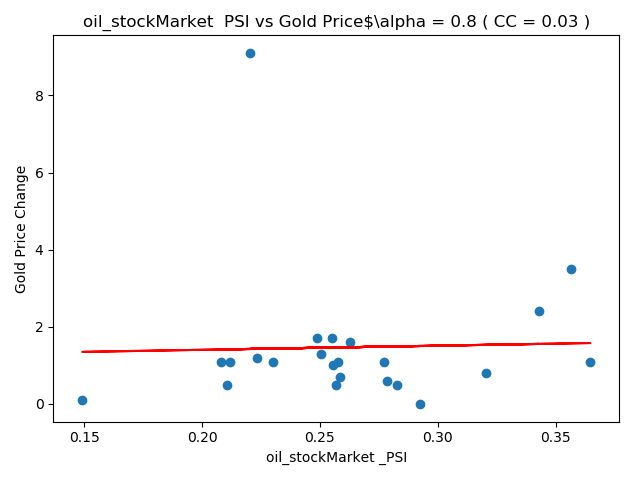 oil_stockMarket  PSI vs Gold Price$\alpha = 0.8 ( CC = 0.03 )
Gold Price Change
8
6
4
2
0
0.15 0.20 0.25 0.30 0.35
oil_stockMarket _PSI